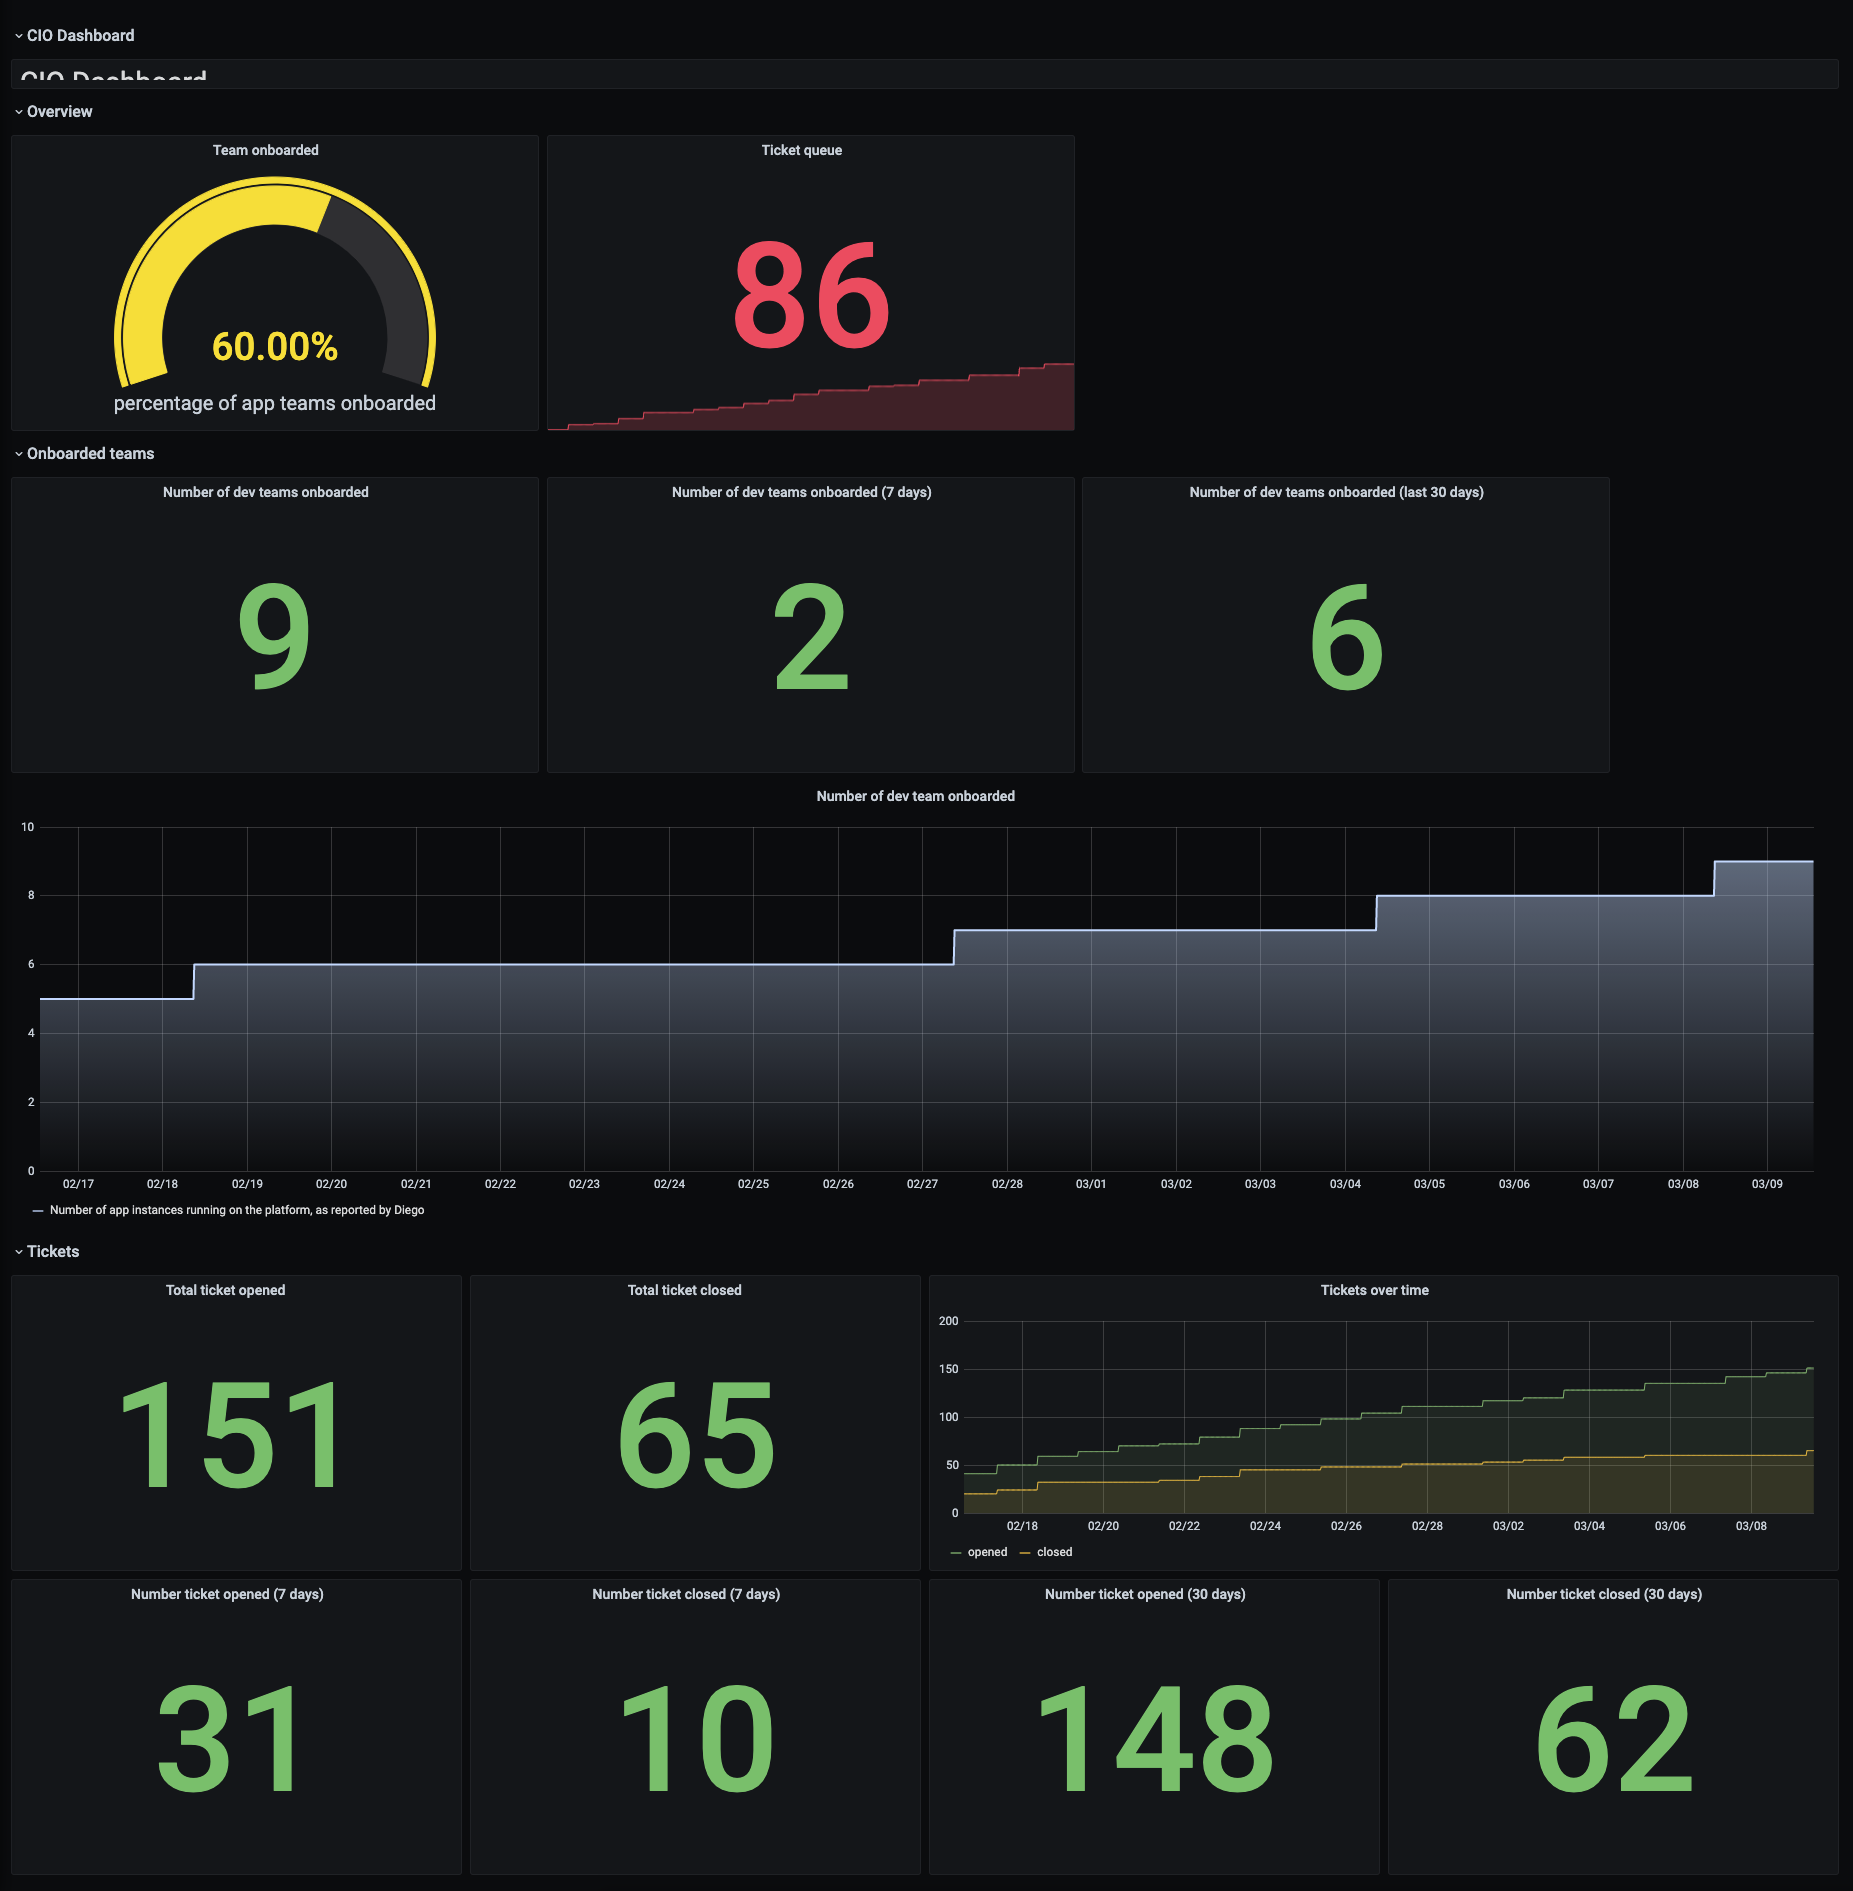 CIO Dashboard
CIO Dashboard
Overview
Team onboarded
60.00%
percentage of app teams onboarded
Ticket queue
86
Onboarded teams
Number of dev teams onboarded
9
Number of dev teams onboarded (7 days)
2
Number of dev teams onboarded (last 30 days)
6
Number of dev team onboarded
10
8
6
4
2
0
02/17 02/18 02/19 02/20 02/21 02/22 02/23 02/24 02/25 02/26 02/27 02/28 03/01 03/02 03/03 03/04 03/05 03/06 03/07 03/08 03/09
Number of app instances running on the platform, as reported by Diego
Tickets
Total ticket opened
151
Total ticket closed
65
Tickets over time
200
150
100
50
0
02/18 02/20 02/22 02/24 02/26 02/28 03/02 03/04 03/06 03/08
opened closed
Number ticket opened (7 days)
31
Number ticket closed (7 days)
10
Number ticket opened (30 days)
148
Number ticket closed (30 days)
62